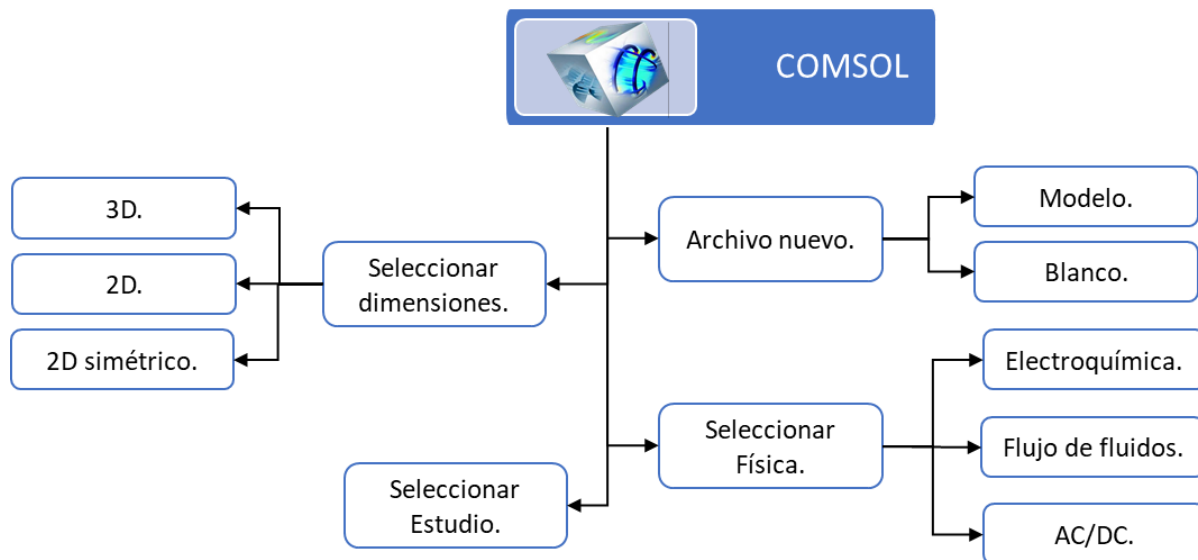 COMSOL
Archivo nuevo.
Modelo.
Blanco.
Seleccionar
dimensiones.
3D.
2D.
2D simétrico.
Seleccionar
Física.
Electroquímica.
Flujo de fluidos.
AC/DC.
Seleccionar
Estudio.